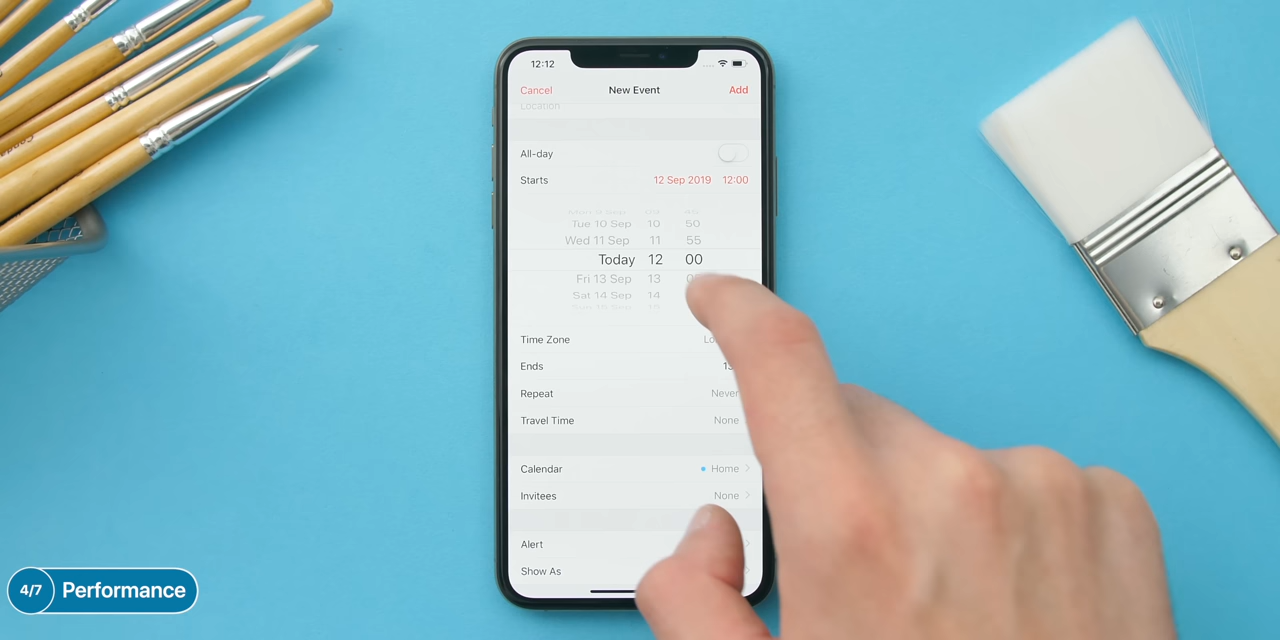 12:12
Cancel New Event Add
Location
All-day
Starts 12 Sep 2019 12:00
Tue 10 Sep 10 50
Wed 11 Sep 11 55
Today 12 00
Fri 13 Sep 13
Sat 14 Sep 14
Time Zone
Ends
Repeat Never
Travel Time None
Calendar Home
Invitees None
Alert
Show As
4/7 Performance